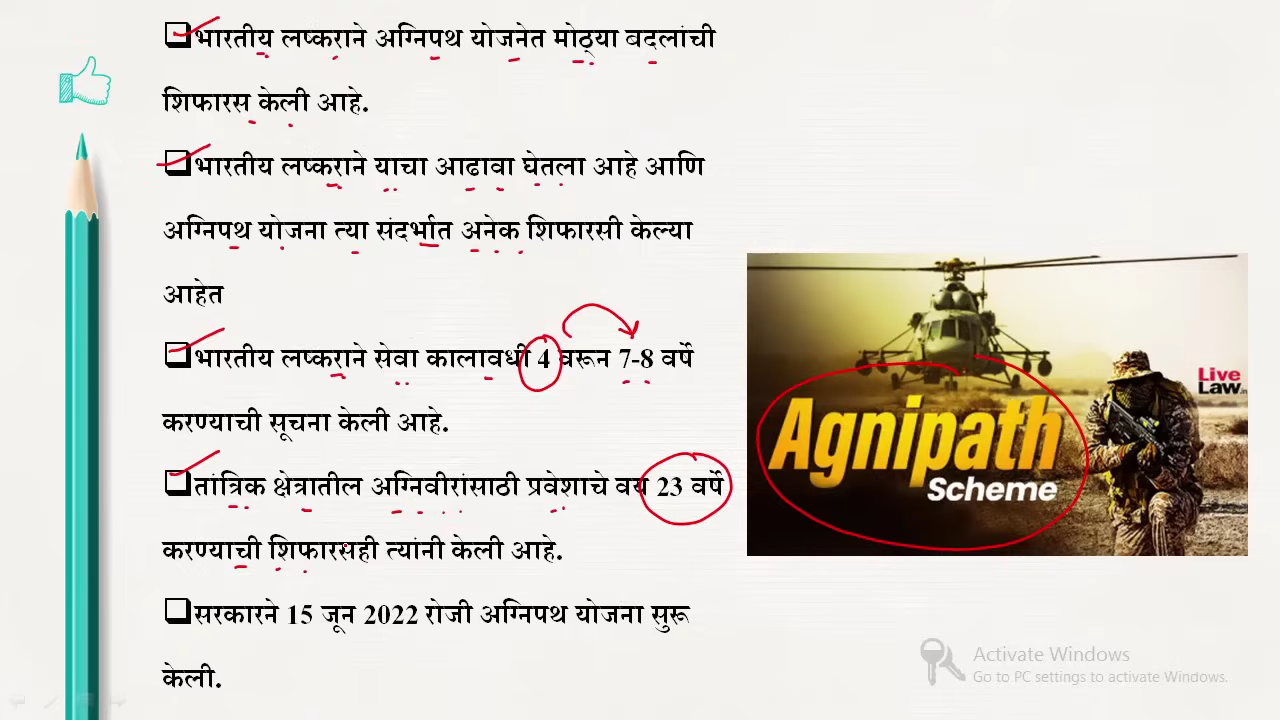 भारतीय लष्कराने अग्निपथ योजनेत मोठ्या बदलांची
शिफारस केली आहे.
भारतीय लष्कराने याचा आढावा घेतला आहे आणि
अग्निपथ योजना त्या संदर्भात अनेक शिफारसी केल्या
आहेत
भारतीय लष्कराने सेवा कालावधी 4 वरून 7-8 वर्षे
करण्याची सूचना केली आहे.
तांत्रिक क्षेत्रातील अग्निवीरांसाठी प्रवेशाचे वय 23 वर्षे
करण्याची शिफारसही त्यांनी केली आहे.
सरकारने 15 जून 2022 रोजी अग्निपथ योजना सुरू
केली.
Live
Law.in
Agnipath
Scheme
Activate Windows
Go to PC settings to activate Windows.